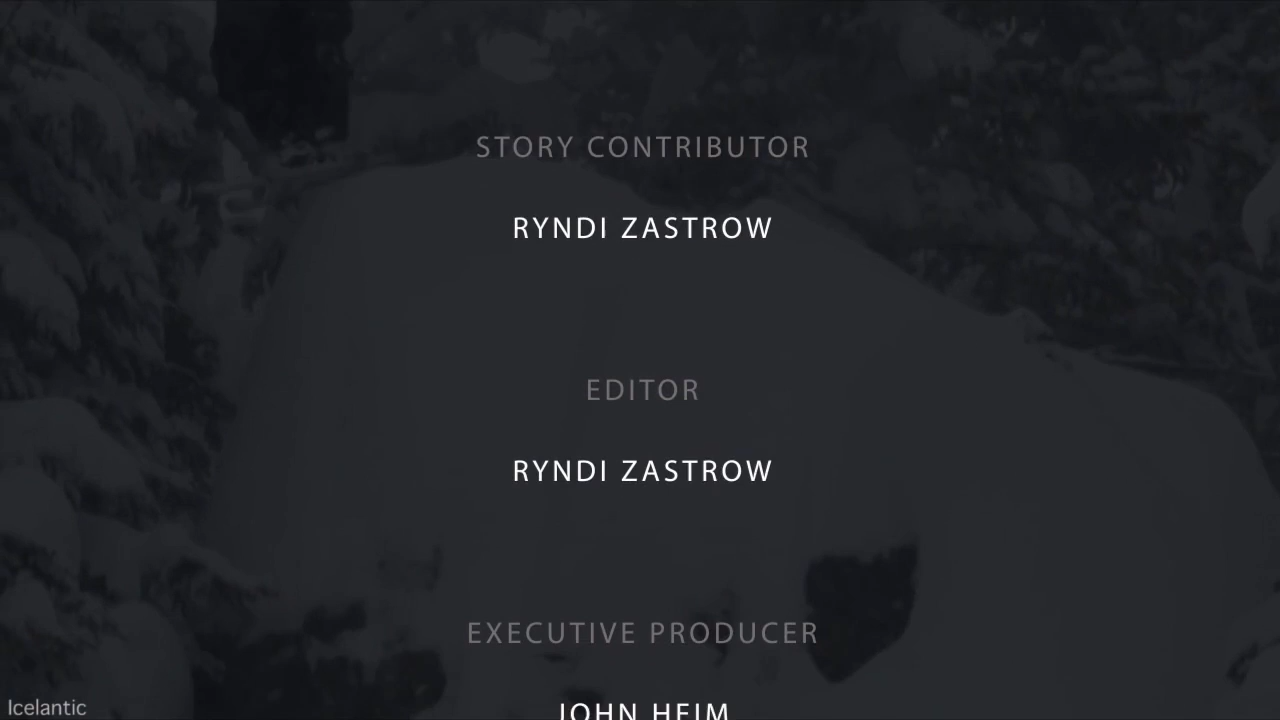 STORY CONTRIBUTOR
RYNDI ZASTROW
EDITOR
RYNDI ZASTROW
EXECUTIVE PRODUCER
JOHN HEIM
Icelantic